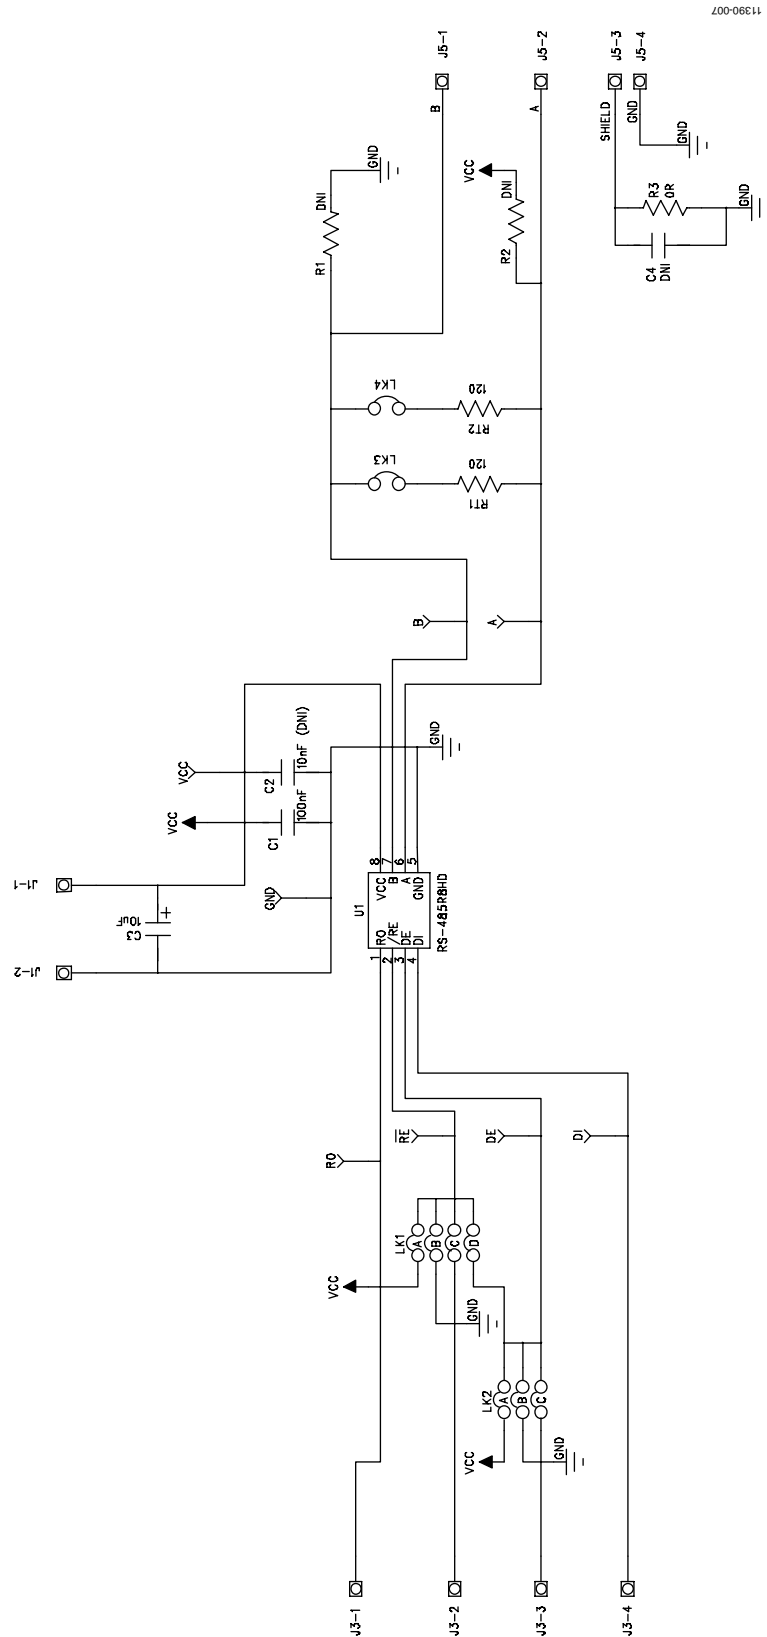 11390-007
J5-1
J5-2
J5-3
J5-4
B
A
SHIELD
GND
GND
GND
VCC
DNI
R1
DNI
R2
R3
0R
GND
C4
DNI
LK4
120
RT2
LK3
120
RT1
B
A
VCC
C2
10nF (DNI)
GND
VCC
C1
100nF
J1-1
GND
10uF
+
C3
J1-2
U1
8
7
6
5
VCC
B
A
GND
RO
/RE
DE
DI
1
2
3
4
RS-485R8HD
RO
RE
DE
DI
LK1
A
B
C
D
VCC
GND
LK2
A
B
C
VCC
GND
J3-1
J3-2
J3-3
J3-4